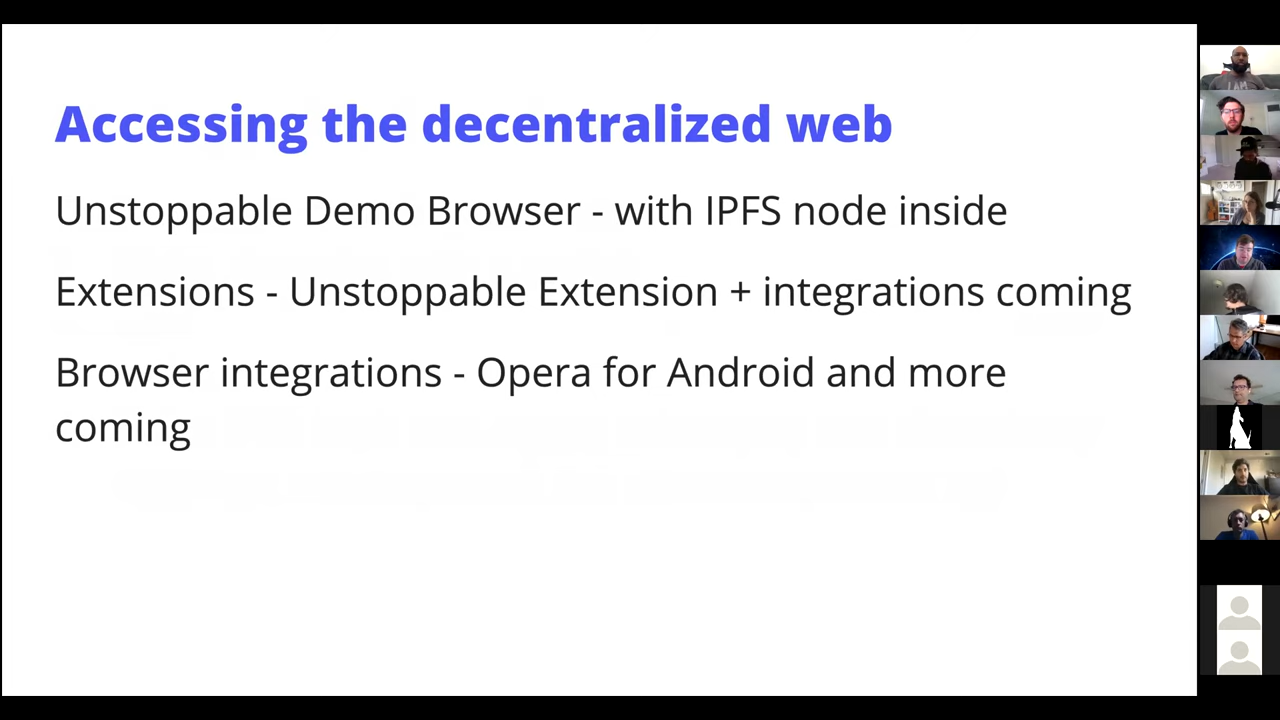 Accessing the decentralized web
Unstoppable Demo Browser - with IPFS node inside
Extensions - Unstoppable Extension + integrations coming
Browser integrations - Opera for Android and more
coming
I AM